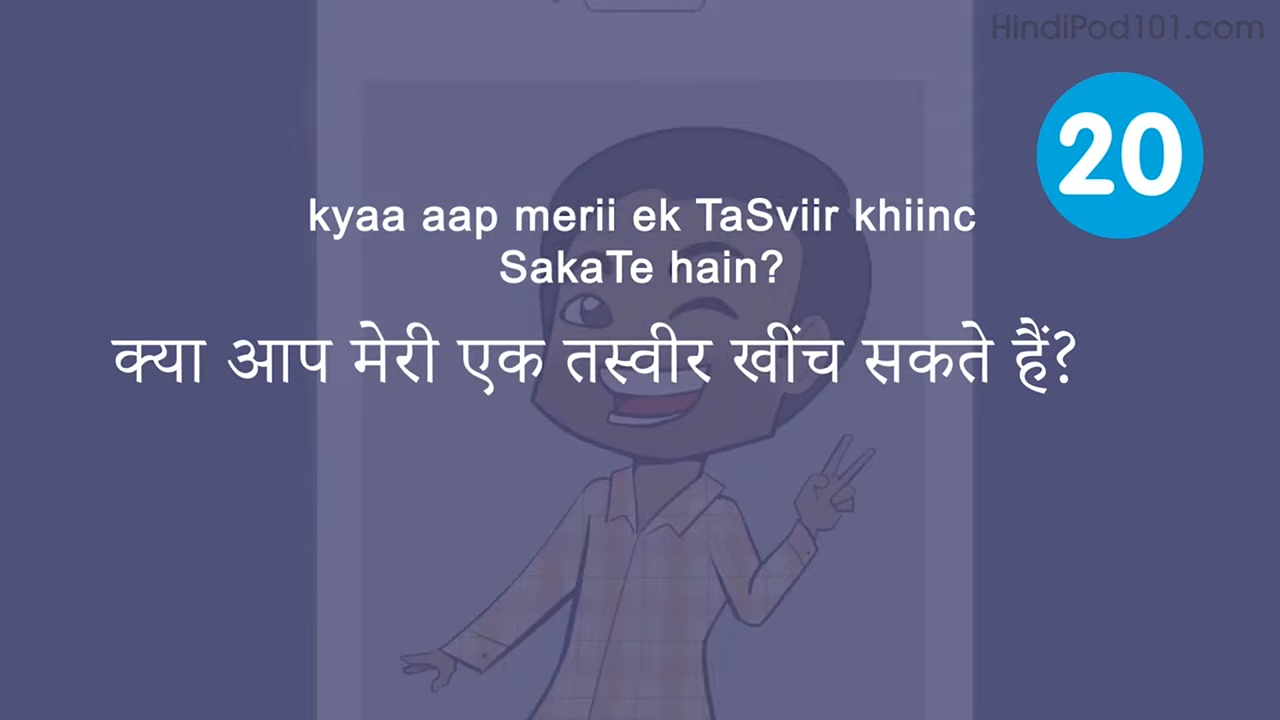 HindiPod101.com
20
kyaa aap merii ek TaSviir khiinc
SakaTe hain?
क्या आप मेरी एक तस्वीर खींच सकते हैं?